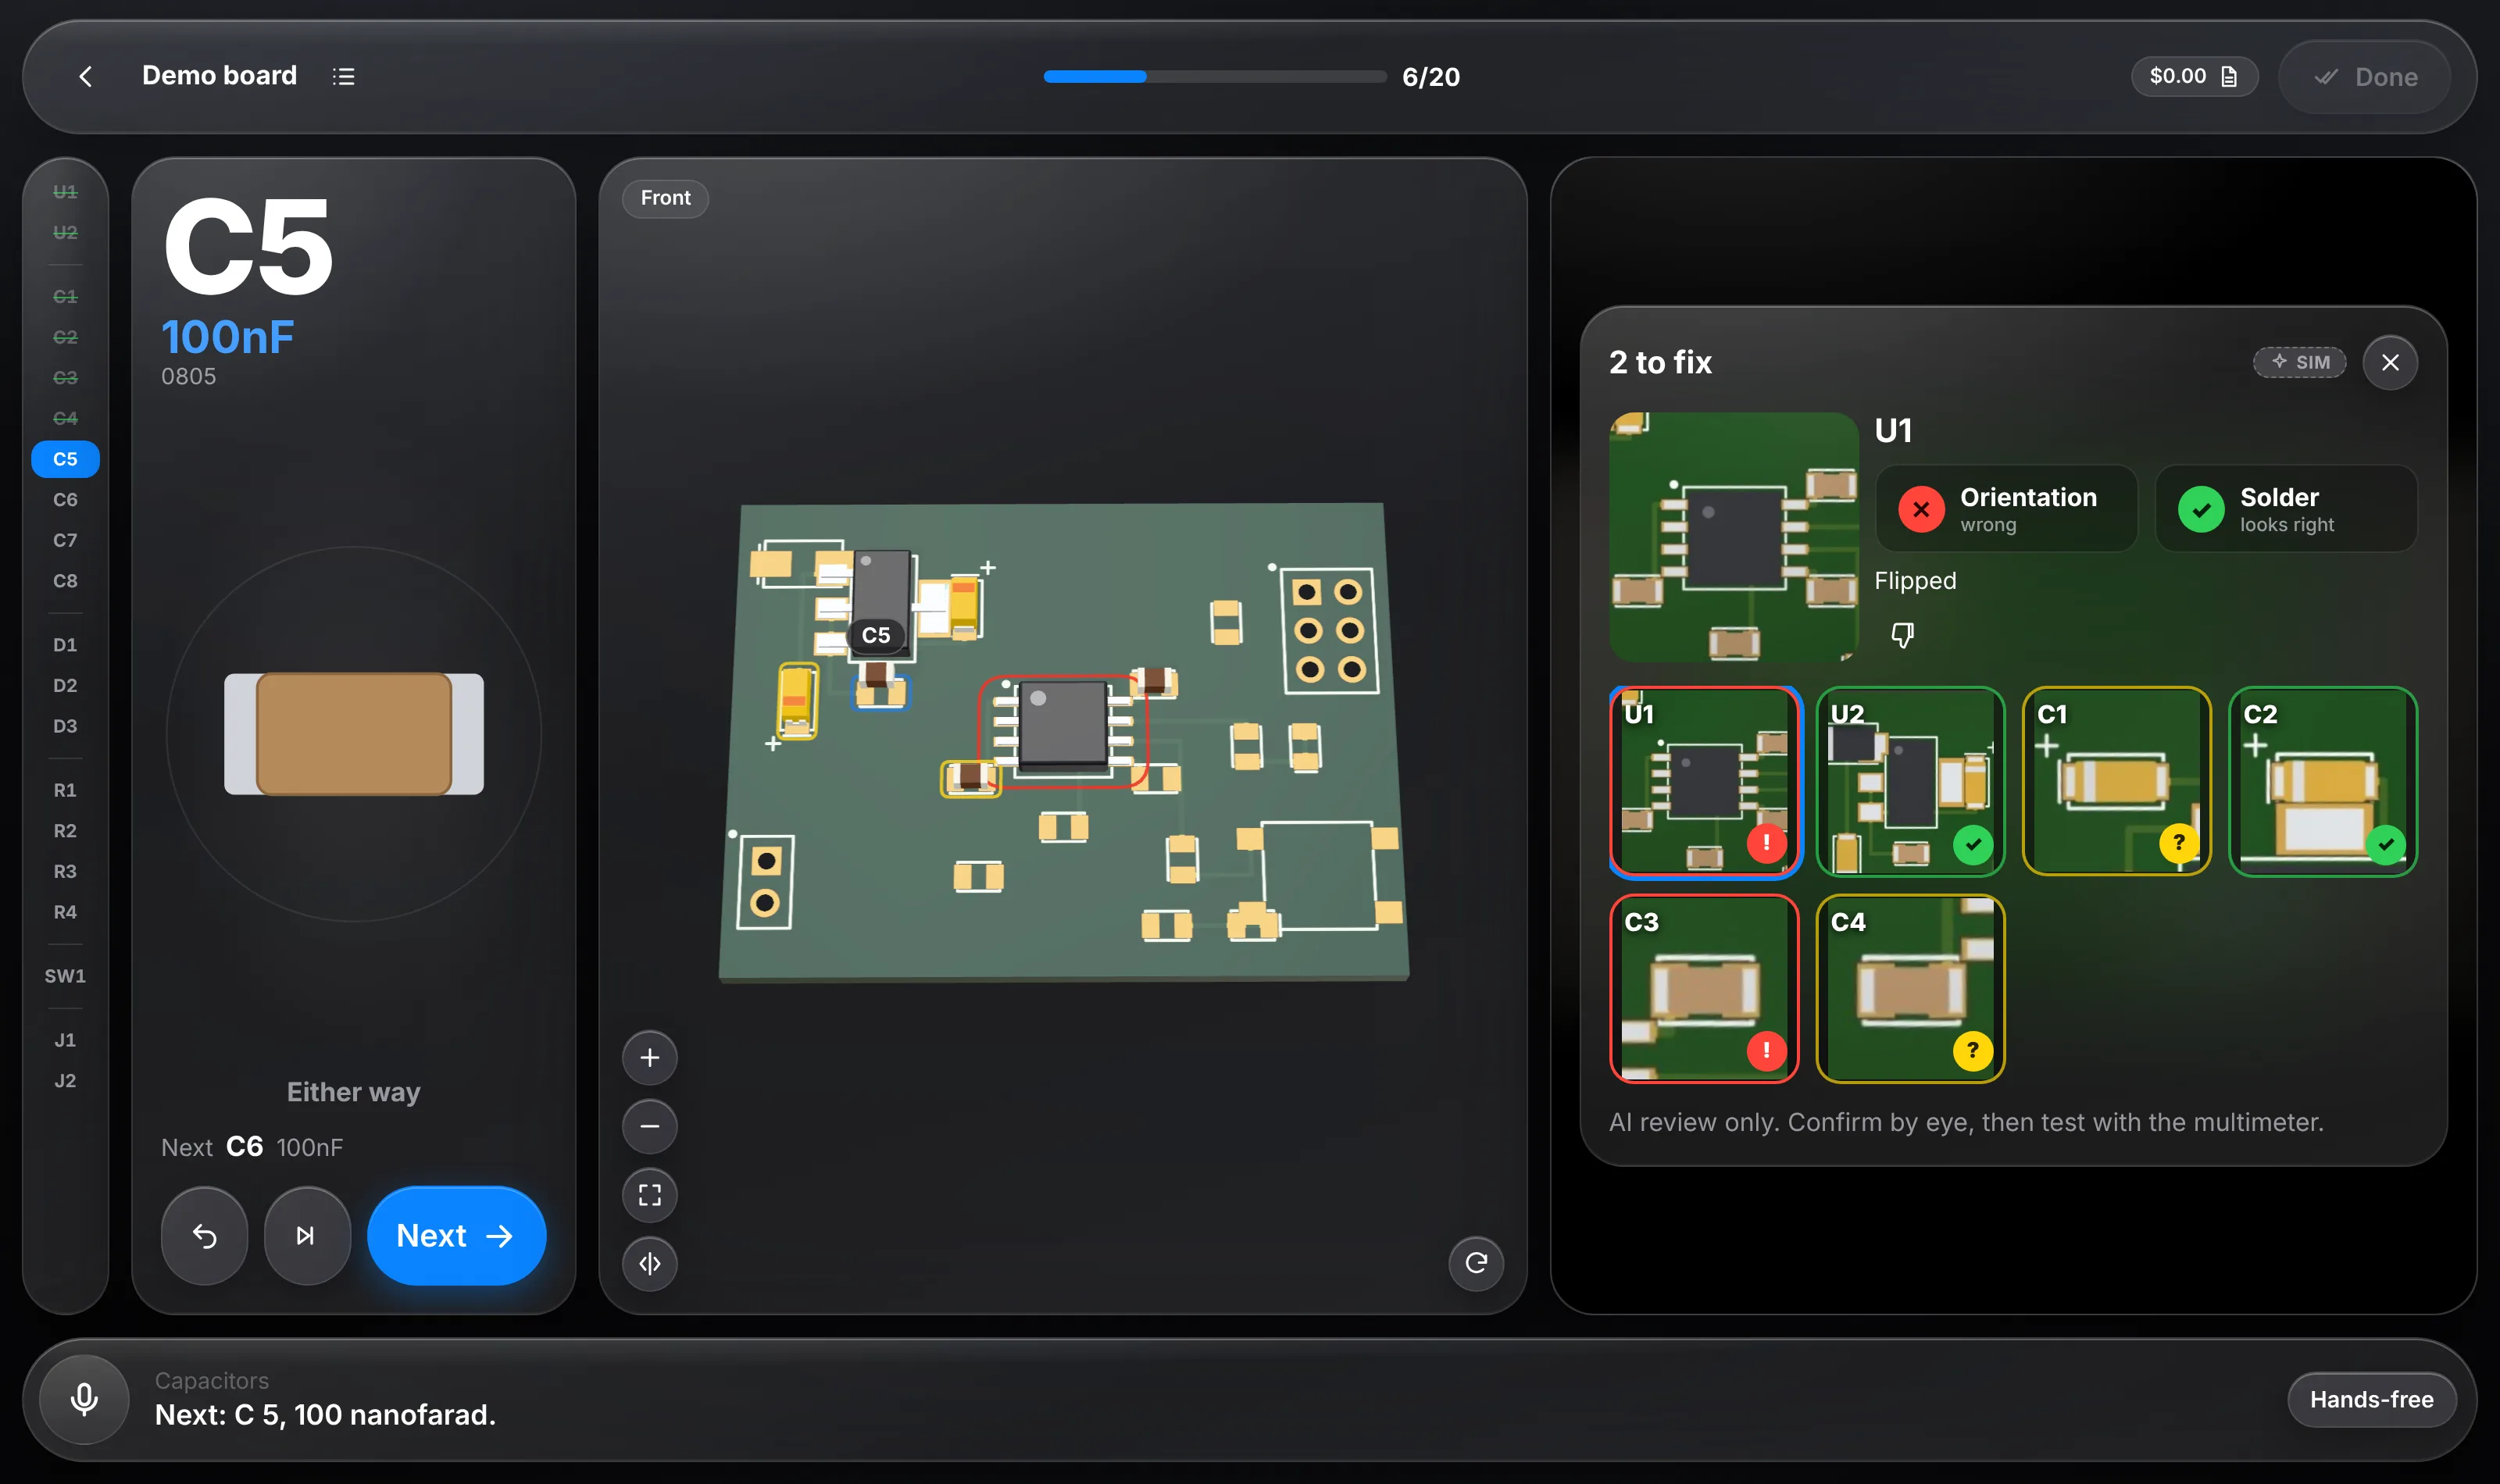 Demo board
6/20
$0.00
Done
U1
U2
C1
C2
C3
C4
C5
C6
C7
C8
D1
D2
D3
R1
R2
R3
R4
SW1
J1
J2
C5
100nF
0805
Either way
Next C6 100nF
Next
Front
C5
2 to fix
SIM
U1
Orientation
wrong
Solder
looks right
Flipped
U1
U2
C1
C2
C3
C4
AI review only. Confirm by eye, then test with the multimeter.
Capacitors
Next: C 5, 100 nanofarad.
Hands-free